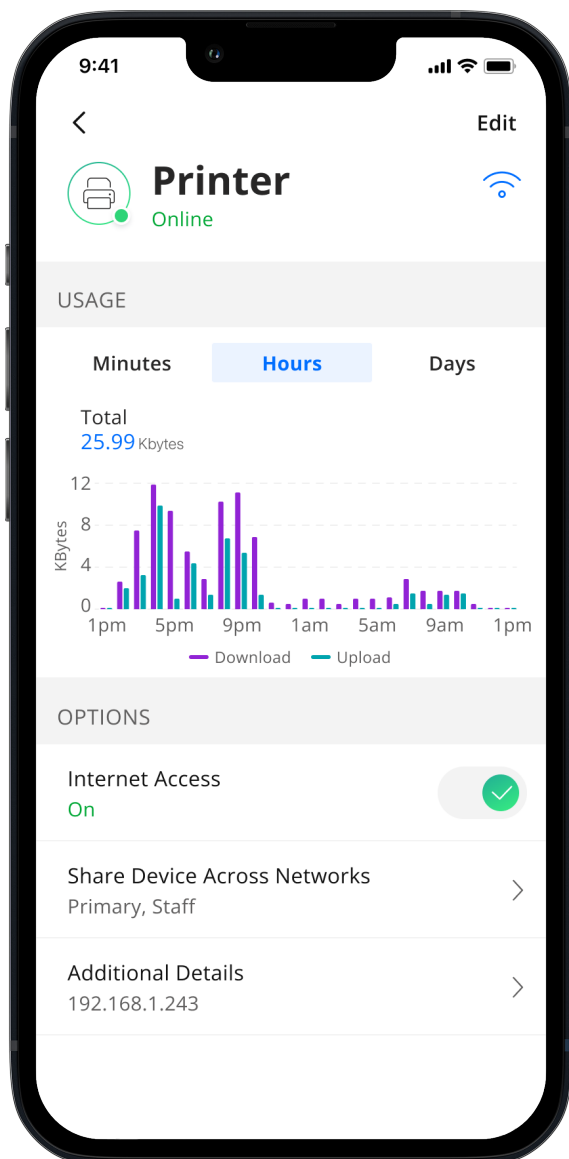 9:41
Edit
Printer
Online
USAGE
Minutes Hours Days
Total
25.99 Kbytes
KBytes
12
8
4
0
1pm 5pm 9pm 1am 5am 9am 1pm
Download Upload
OPTIONS
Internet Access
On
Share Device Across Networks
Primary, Staff
Additional Details
192.168.1.243